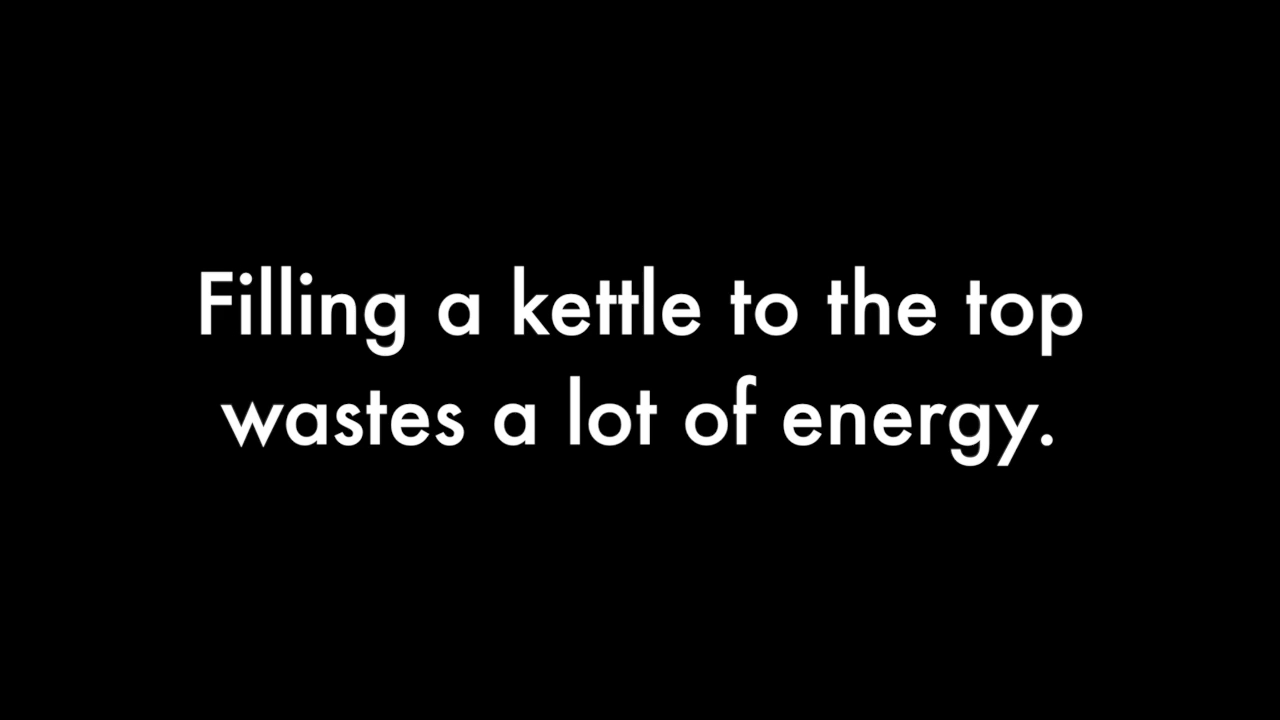 Filling a kettle to the top
wastes a lot of energy.